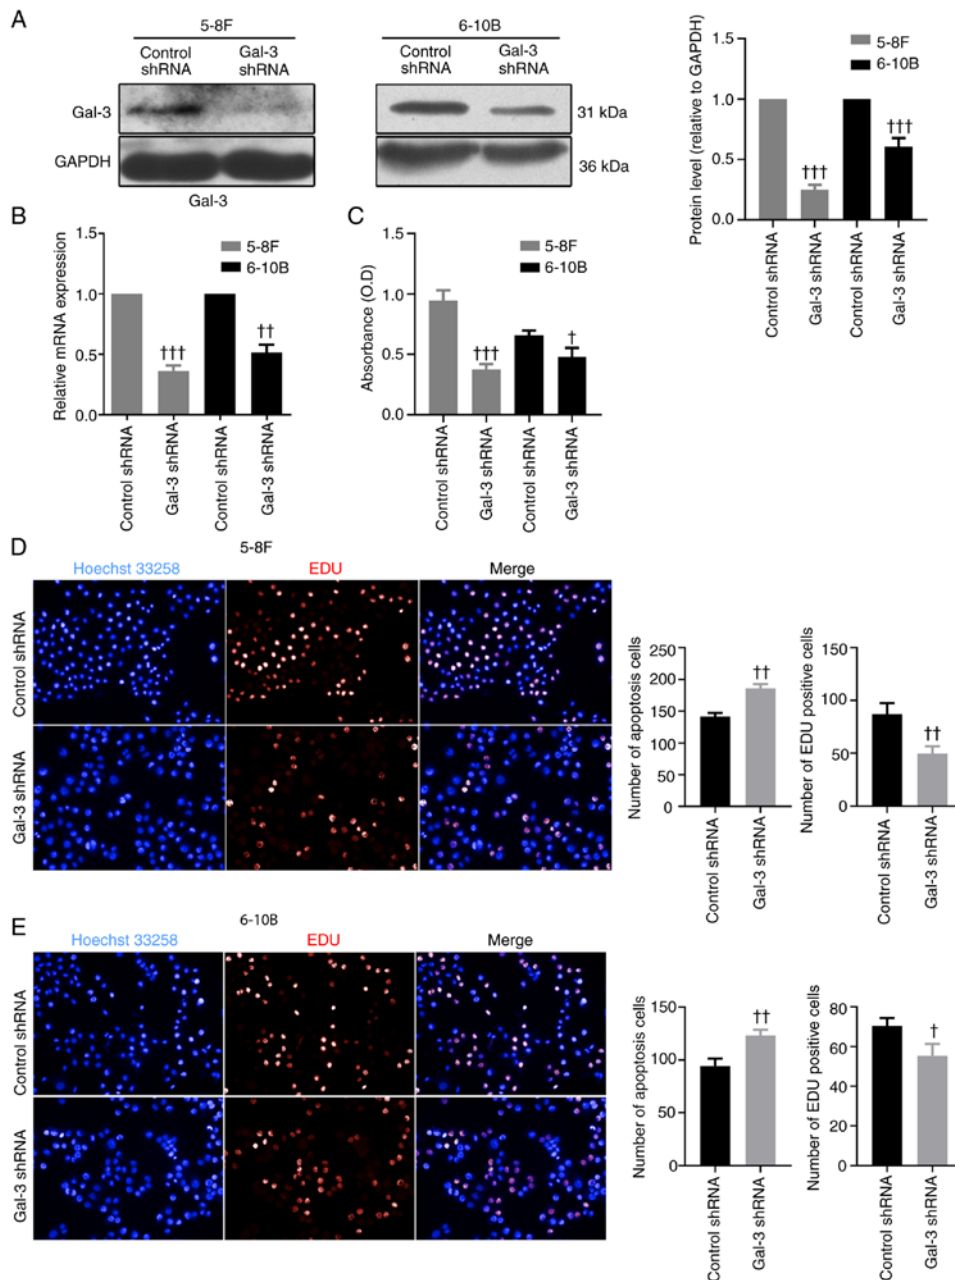 A
5-8F
Control shRNA
Gal-3 shRNA
6-10B
Control shRNA
Gal-3 shRNA
Gal-3
31 kDa
GAPDH
36 kDa
Gal-3
Protein level (relative to GAPDH)
1.5
1.0
0.5
0.0
5-8F
6-10B
†††
†††
Control shRNA
Gal-3 shRNA
Control shRNA
Gal-3 shRNA
B
Relative mRNA expression
1.5
1.0
0.5
0.0
5-8F
6-10B
†††
††
Control shRNA
Gal-3 shRNA
Control shRNA
Gal-3 shRNA
C
Absorbance (O.D)
1.5
1.0
0.5
0.0
5-8F
6-10B
†††
†
Control shRNA
Gal-3 shRNA
Control shRNA
Gal-3 shRNA
D
5-8F
Hoechst 33258
EDU
Merge
Control shRNA
Gal-3 shRNA
Number of apoptosis cells
250
200
150
100
50
0
††
Control shRNA
Gal-3 shRNA
Number of EDU positive cells
150
100
50
0
††
Control shRNA
Gal-3 shRNA
E
6-10B
Hoechst 33258
EDU
Merge
Control shRNA
Gal-3 shRNA
Number of apoptosis cells
150
100
50
0
††
Control shRNA
Gal-3 shRNA
Number of EDU positive cells
80
60
40
20
0
†
Control shRNA
Gal-3 shRNA